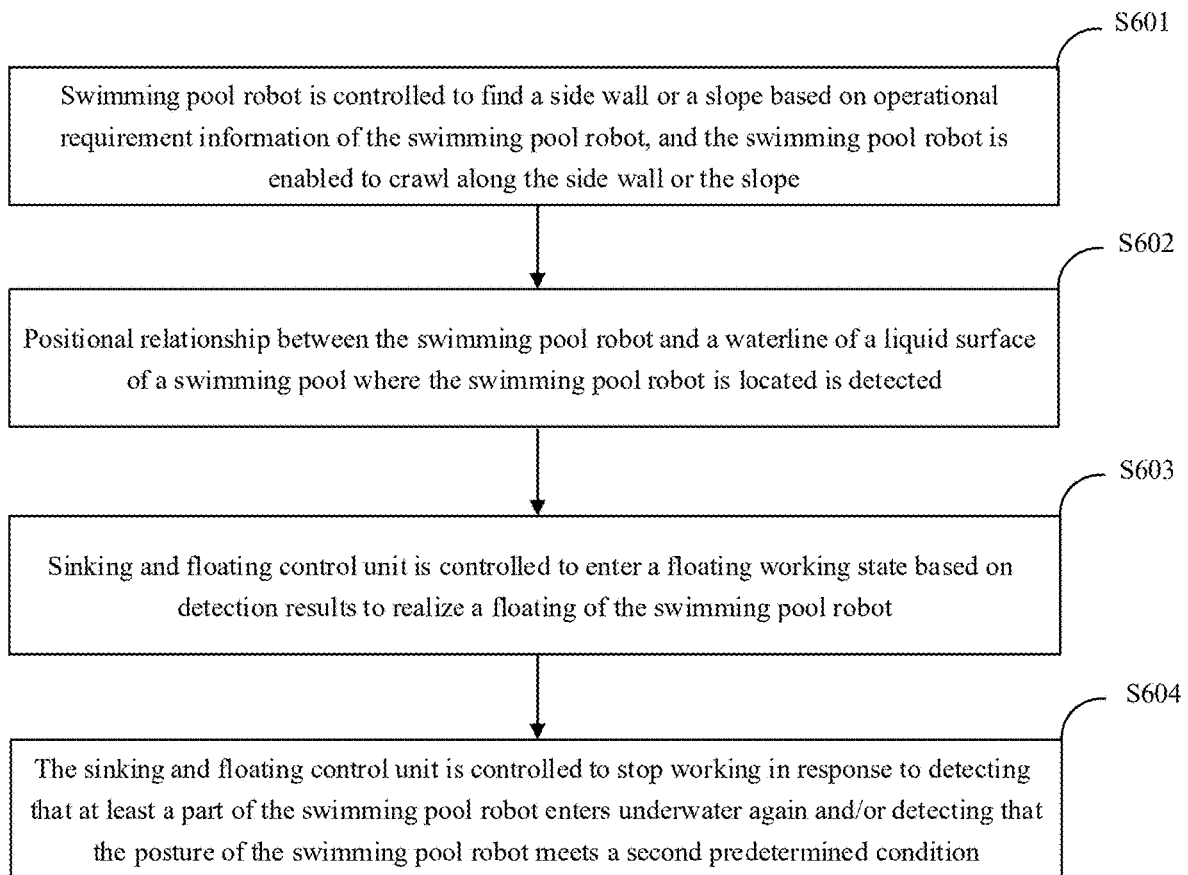 S601
Swimming pool robot is controlled to find a side wall or a slope based on operational
requirement information of the swimming pool robot, and the swimming pool robot is
enabled to crawl along the side wall or the slope
S602
Positional relationship between the swimming pool robot and a waterline of a liquid surface
of a swimming pool where the swimming pool robot is located is detected
S603
Sinking and floating control unit is controlled to enter a floating working state based on
detection results to realize a floating of the swimming pool robot
S604
The sinking and floating control unit is controlled to stop working in response to detecting
that at least a part of the swimming pool robot enters underwater again and/or detecting that
the posture of the swimming pool robot meets a second predetermined condition